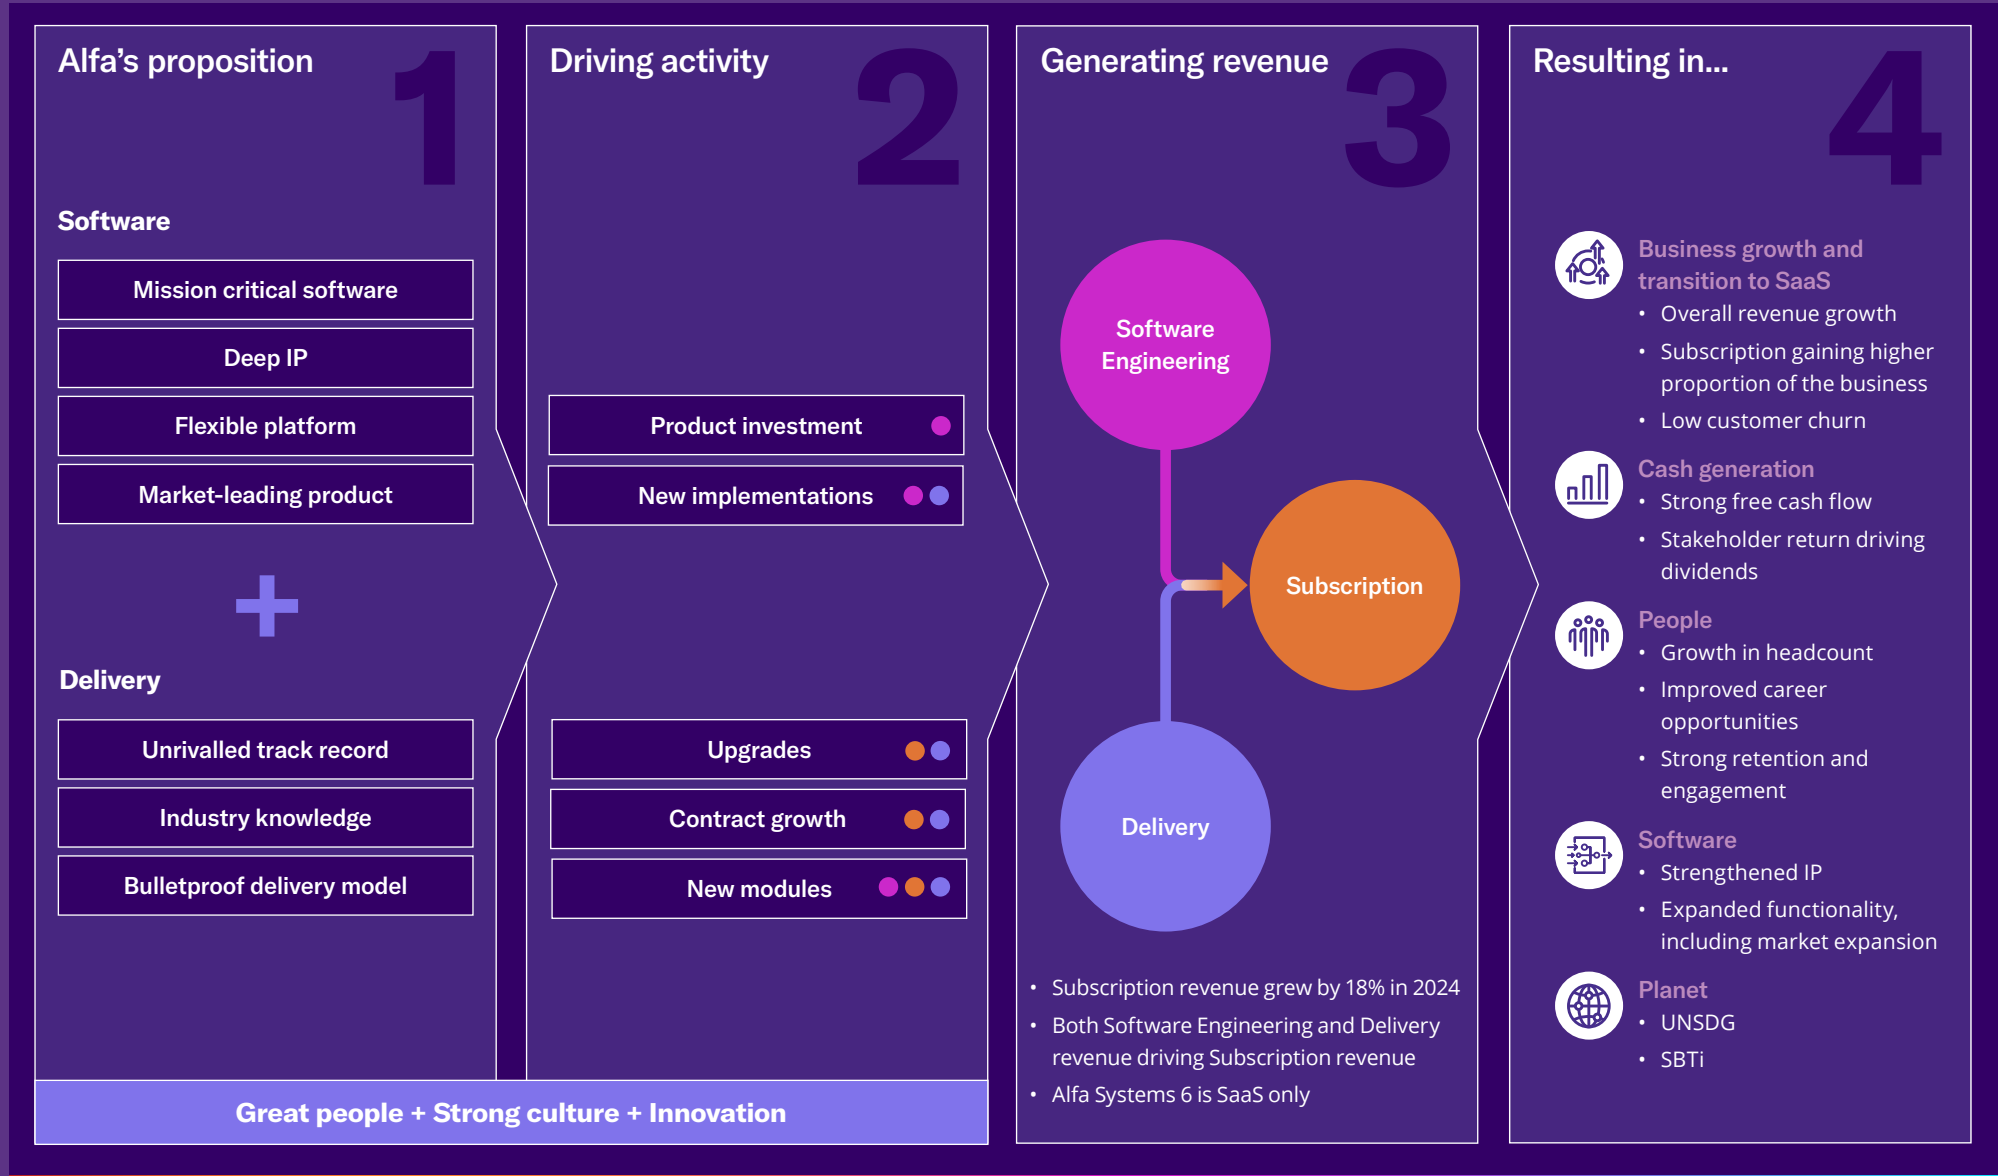 Alfa's proposition
1
Software
Mission critical software
Deep IP
Flexible platform
Market-leading product
+
Delivery
Unrivalled track record
Industry knowledge
Bulletproof delivery model
Driving activity
2
Product investment
New implementations
Upgrades
Contract growth
New modules
Great people + Strong culture + Innovation
Generating revenue
3
Software
Engineering
Subscription
Delivery
• Subscription revenue grew by 18% in 2024
• Both Software Engineering and Delivery
revenue driving Subscription revenue
• Alfa Systems 6 is SaaS only
Resulting in...
4
Business growth and
transition to SaaS
• Overall revenue growth
• Subscription gaining higher
proportion of the business
• Low customer churn
Cash generation
• Strong free cash flow
• Stakeholder return driving
dividends
People
• Growth in headcount
• Improved career
opportunities
• Strong retention and
engagement
Software
• Strengthened IP
• Expanded functionality,
including market expansion
Planet
• UNSDG
• SBTi